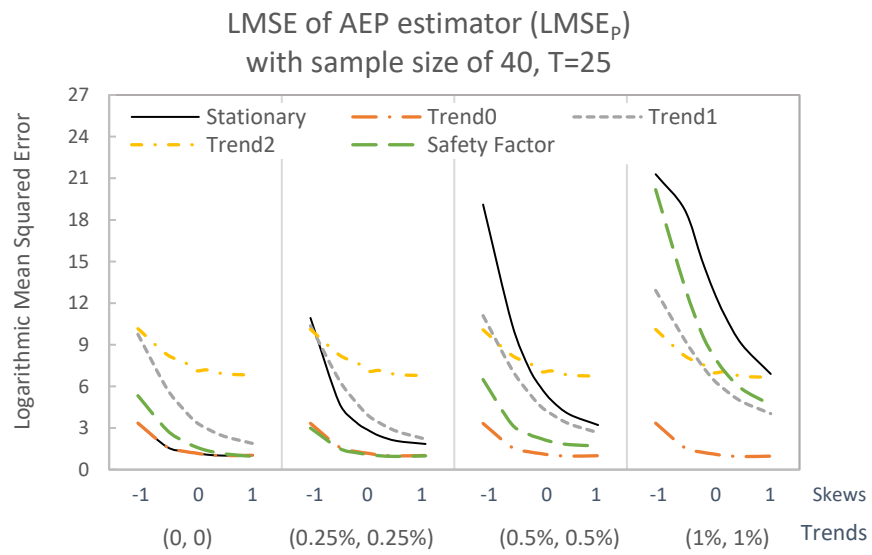 LMSE of AEP estimator (LMSEP)
with sample size of 40, T=25
Logarithmic Mean Squared Error
27
24
21
18
15
12
9
6
3
0
Stationary Trend0 Trend1
Trend2 Safety Factor
-1 0 1 -1 0 1 -1 0 1 -1 0 1 Skews
(0, 0) (0.25%, 0.25%) (0.5%, 0.5%) (1%, 1%) Trends